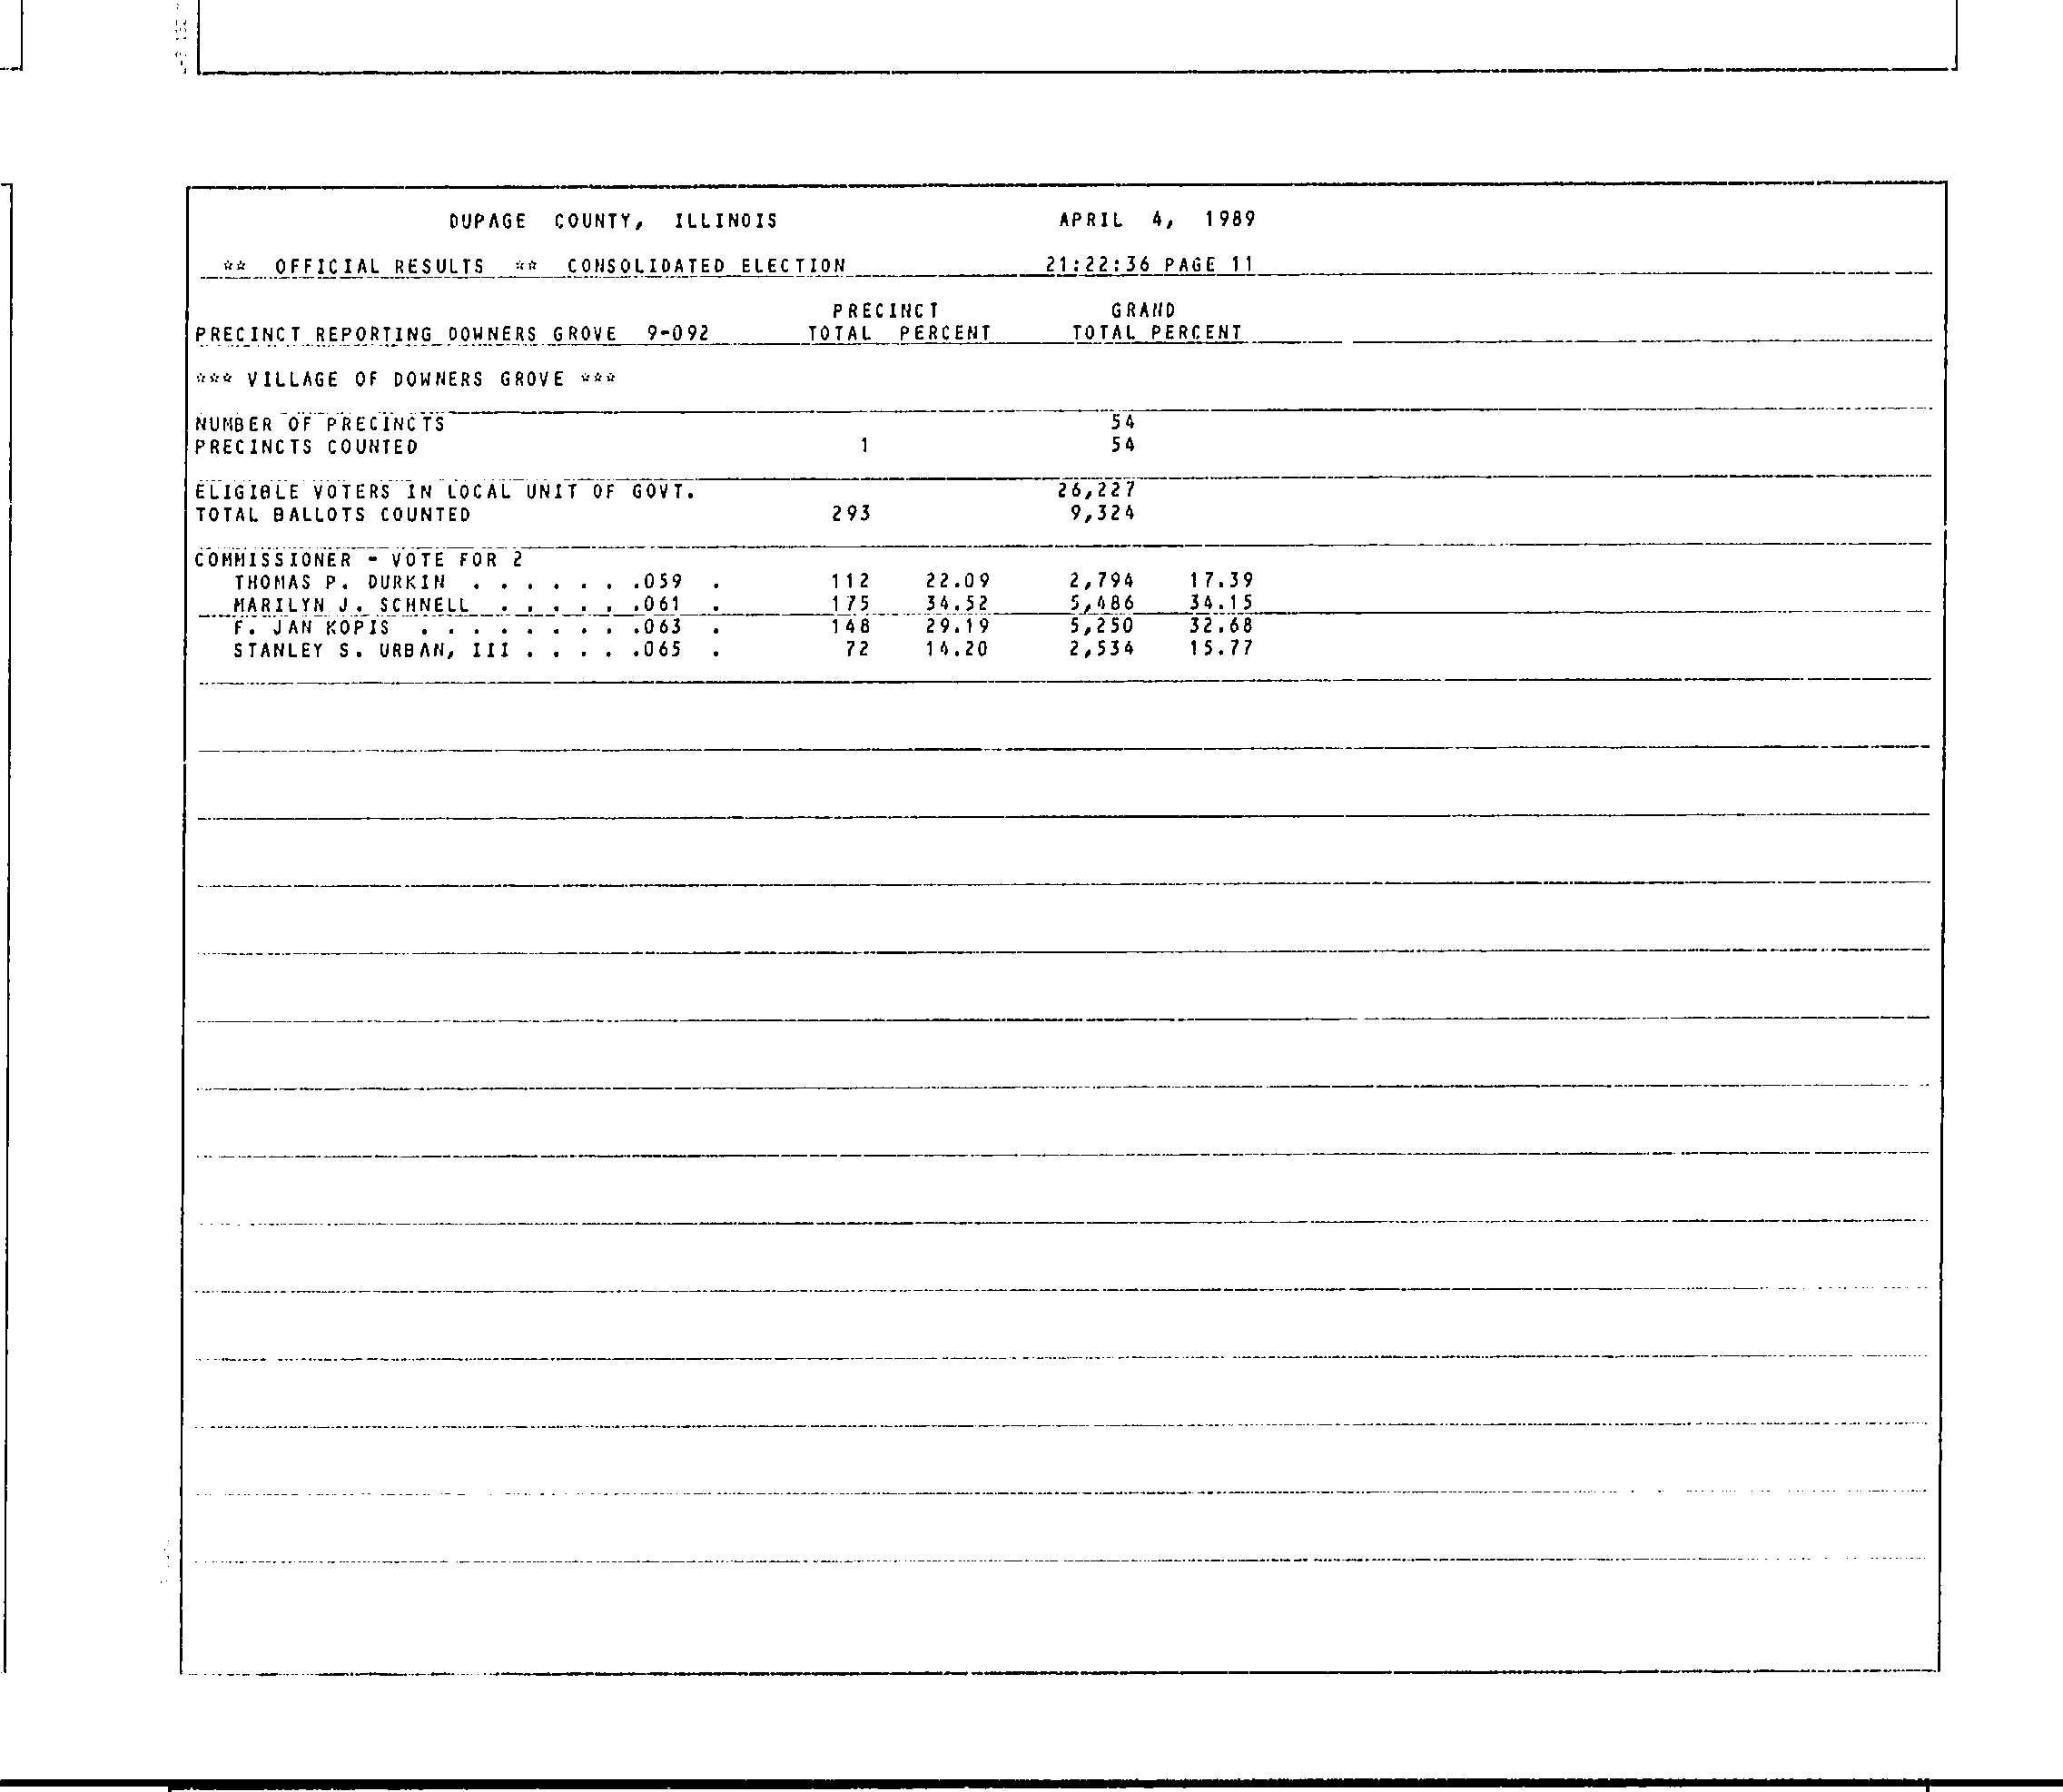 DUPAGE COUNTY, ILLINOIS APRIL 4, 1989
** OFFICIAL RESULTS ** CONSOLIDATED ELECTION 21:22:36 PAGE 11
PRECINCT GRAND
PRECINCT REPORTING DOWNERS GROVE 9-092 TOTAL PERCENT TOTAL PERCENT
*** VILLAGE OF DOWNERS GROVE ***
NUMBER OF PRECINCTS 54
PRECINCTS COUNTED 1 54
ELIGIBLE VOTERS IN LOCAL UNIT OF GOVT. 26,227
TOTAL BALLOTS COUNTED 293 9,324
COMMISSIONER - VOTE FOR 2
THOMAS P. DURKIN . . . . . . .059 . 112 22.09 2,794 17.39
MARILYN J. SCHNELL . . . . . .061 . 175 34.52 5,486 34.15
F. JAN KOPIS . . . . . . . . .063 . 148 29.19 5,250 32.68
STANLEY S. URBAN, III . . . . .065 . 72 14.20 2,534 15.77